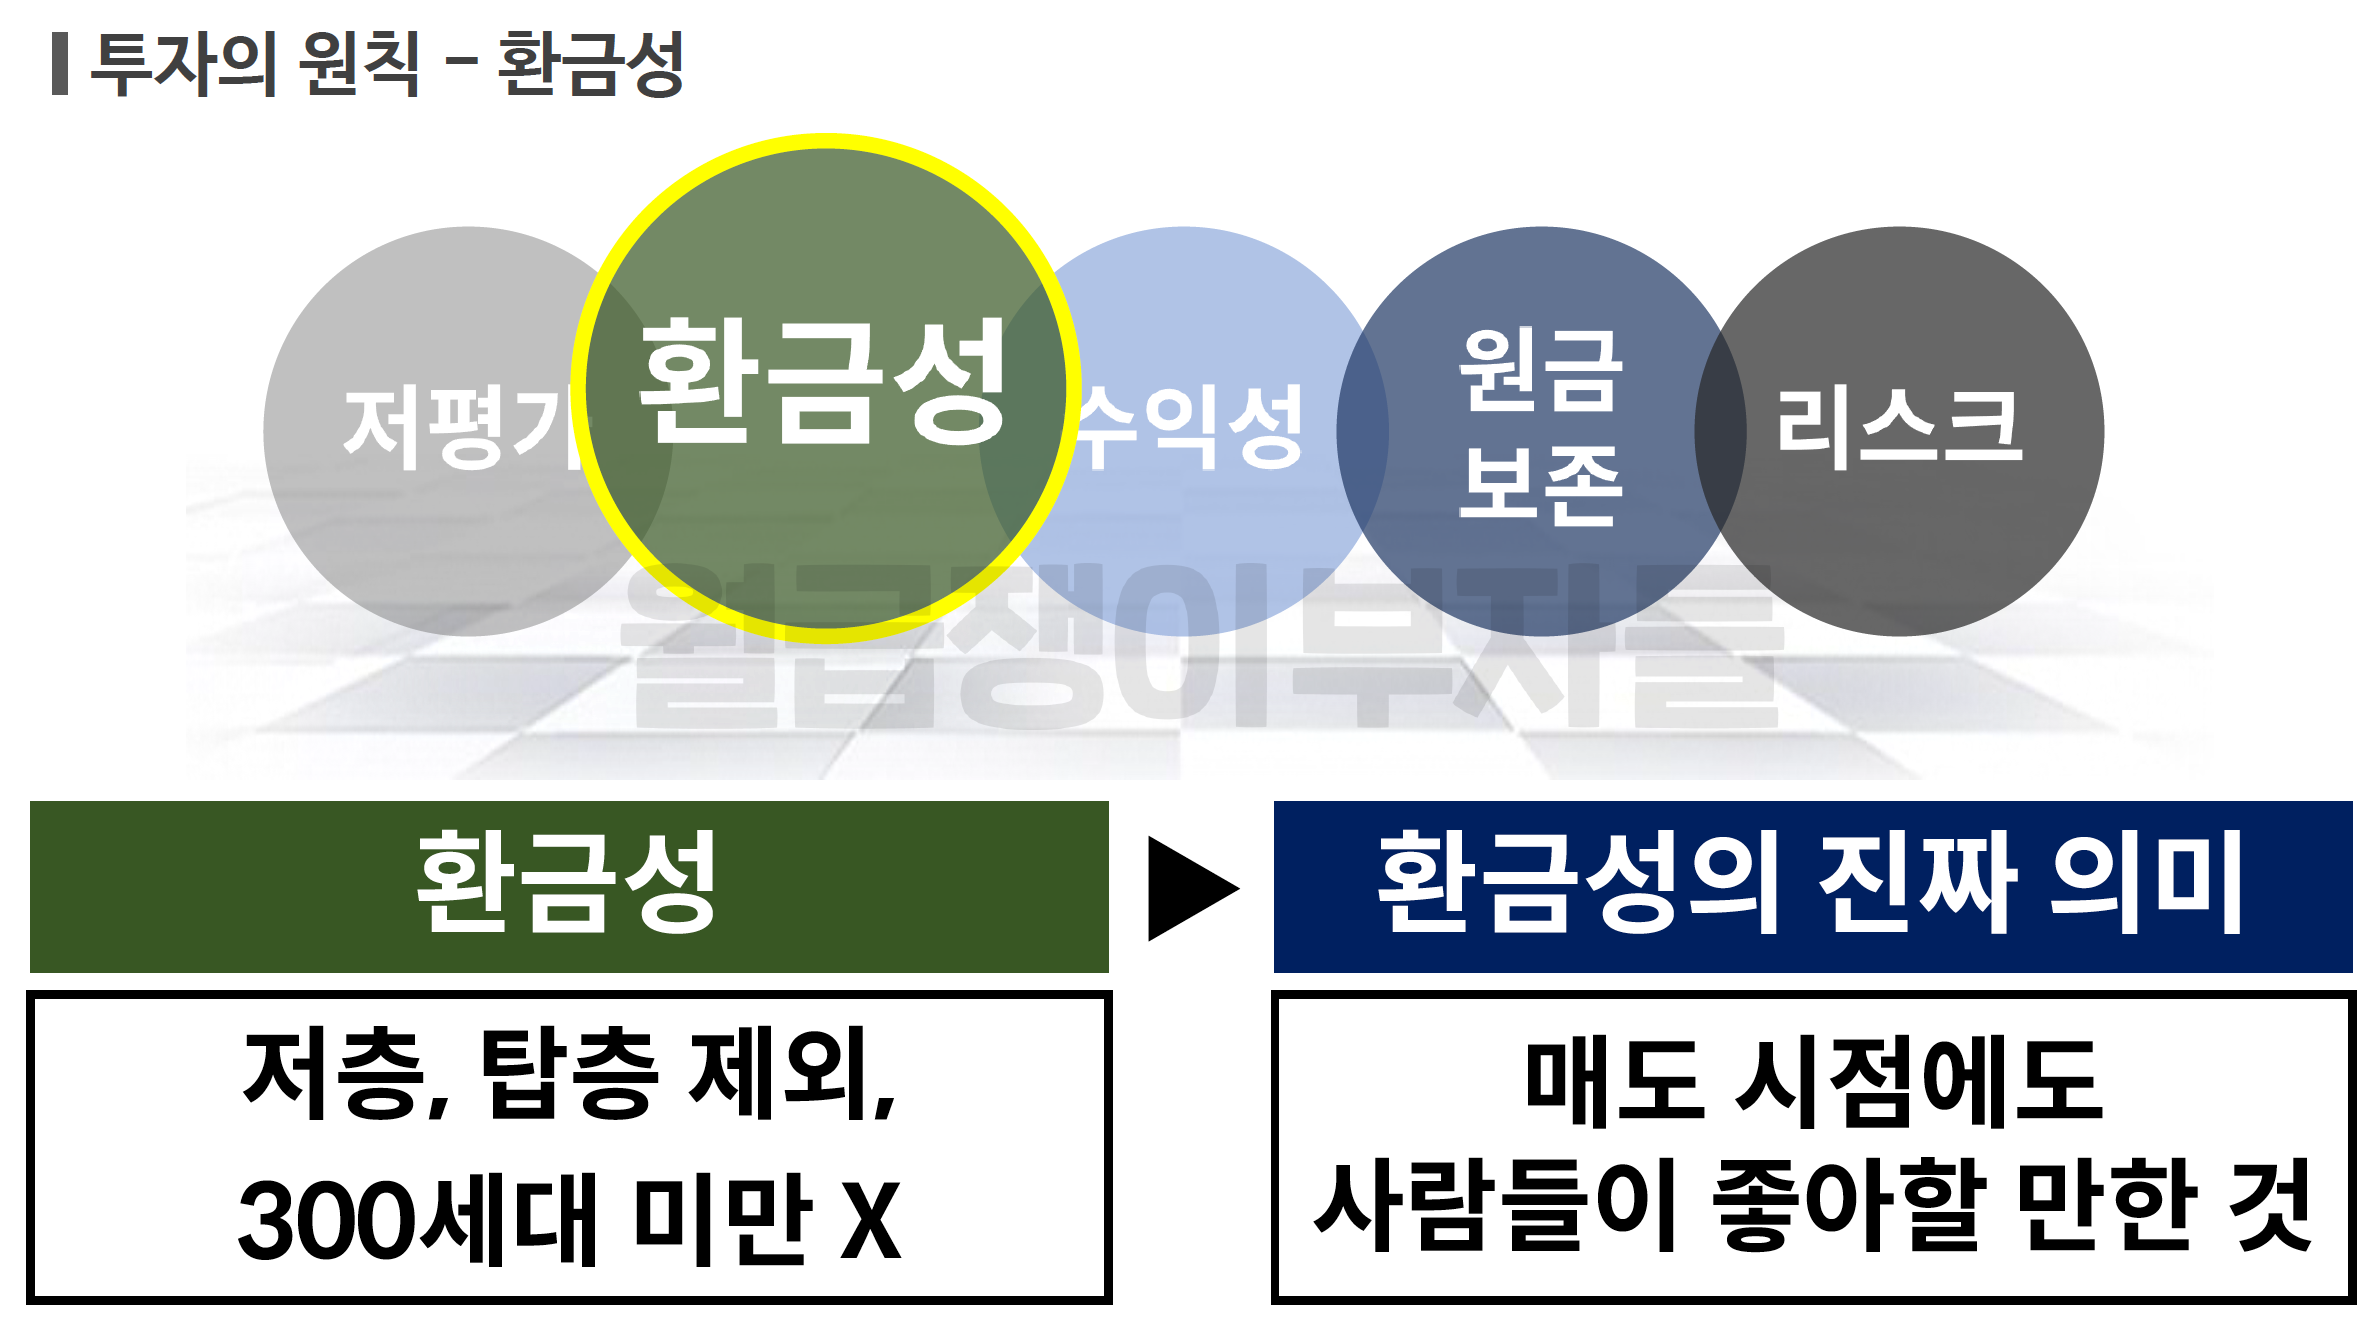 투자의 원칙 - 환금성
저평가
환금성
수익성
원금
보존
리스크
월급쟁이부자들
환금성
환금성의 진짜 의미
저층, 탑층 제외,
300세대 미만 X
매도 시점에도
사람들이 좋아할 만한 것